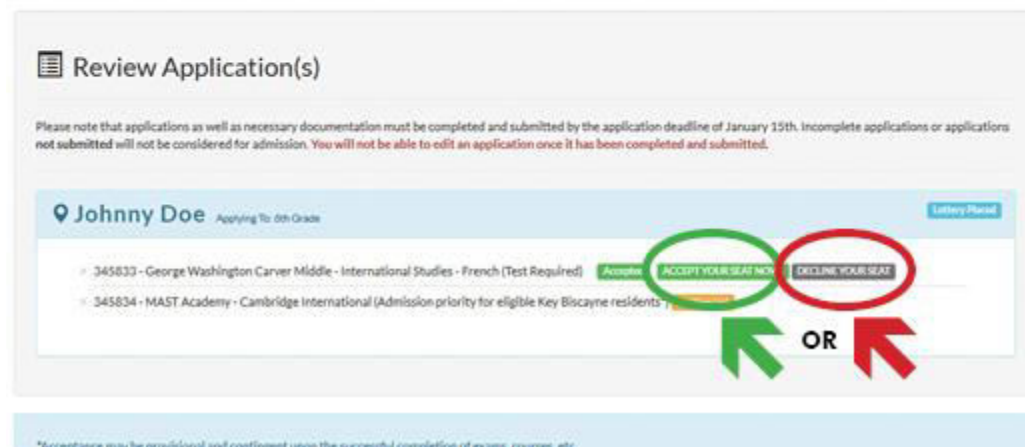 Review Application(s)
Please note that applications as well as necessary documentation must be completed and submitted by the application deadline of January 15th. Incomplete applications or applications
not submitted will not be considered for admission. You will not be able to edit an application once it has been completed and submitted.
Johnny Doe Applying To: 6th Grade Lottery Placed
345833 - George Washington Carver Middle - International Studies - French (Test Required) Accepted ACCEPT YOUR SEAT NOW DECLINE YOUR SEAT
345834 - MAST Academy - Cambridge International (Admission priority for eligible Key Biscayne residents*)
OR
*Acceptance may be provisional and contingent upon the successful completion of exams, courses, etc.